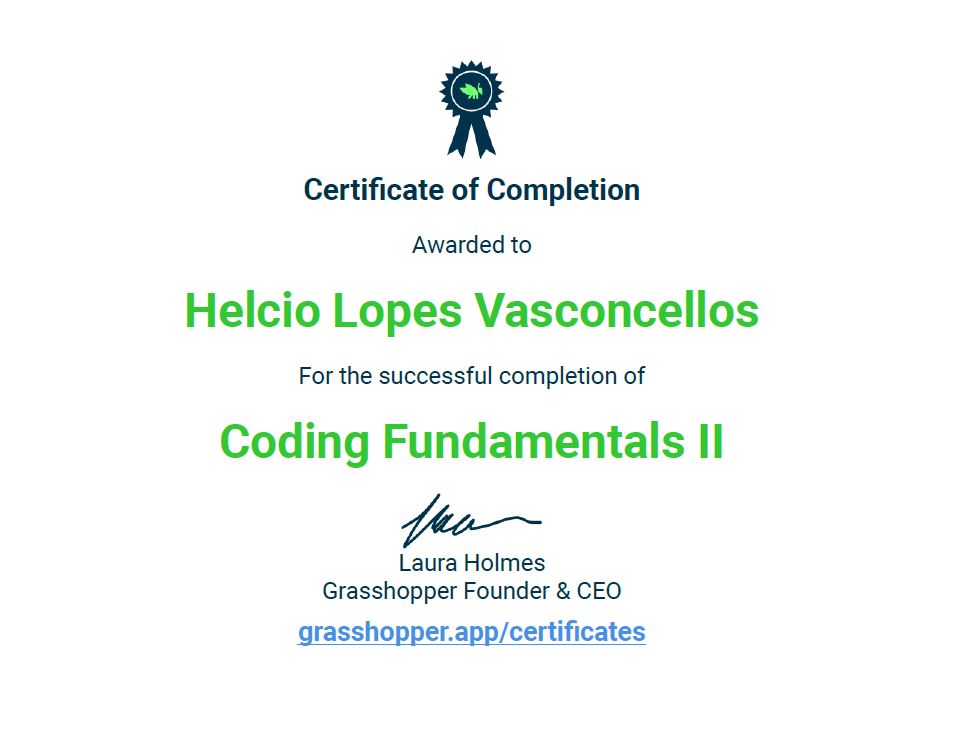 Certificate of Completion
Awarded to
Helcio Lopes Vasconcellos
For the successful completion of
Coding Fundamentals II
Laura Holmes
Grasshopper Founder & CEO
grasshopper.app/certificates